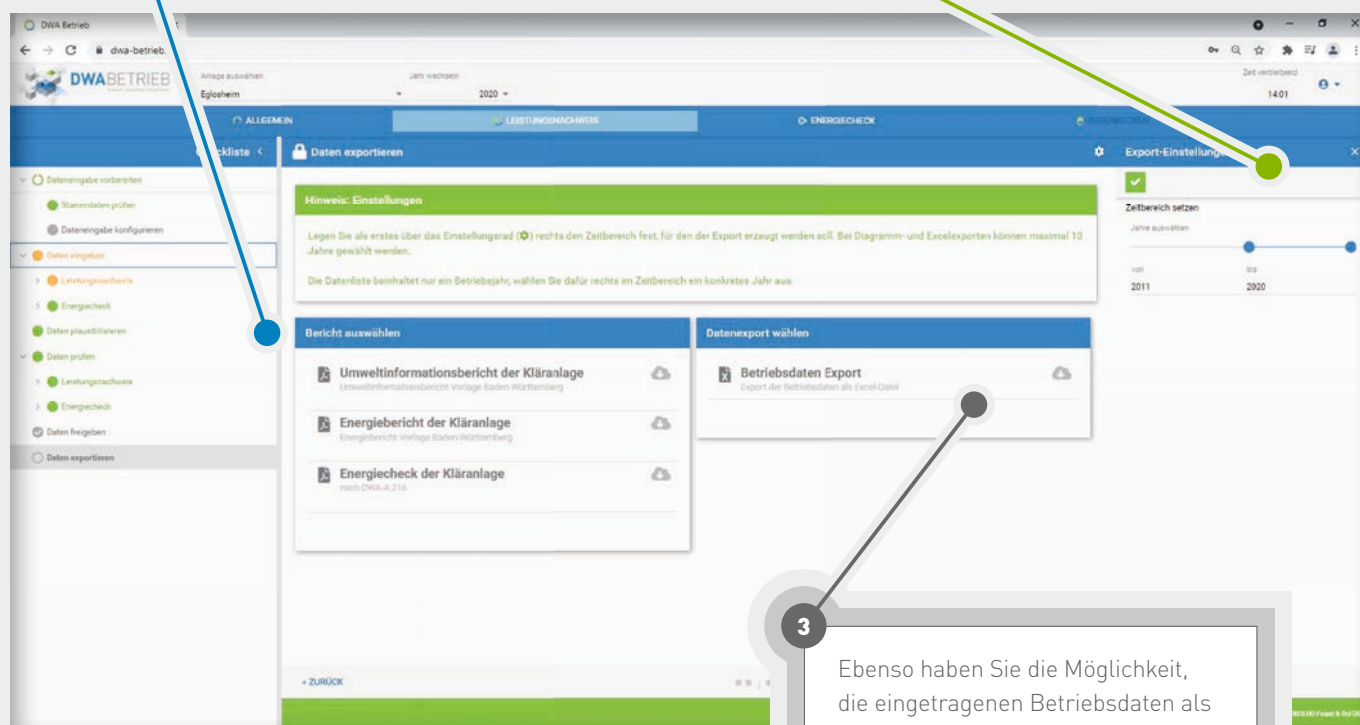 DWA Betrieb
dwa-betrieb.
DWABETRIEB
Anlage auswählen
Eglosheim
Jahr wechseln
2020
Zeit verbleibend
14:01
ALLGEMEIN
LEISTUNGSNACHWEIS
ENERGIECHECK
ckliste
Dateneingabe vorbereiten
Stammdaten prüfen
Dateneingabe konfigurieren
Daten eingeben
Leistungsnachweis
Energiecheck
Daten plausibilisieren
Daten prüfen
Leistungsnachweis
Energiecheck
Daten freigeben
Daten exportieren
Daten exportieren
Hinweis: Einstellungen
Legen Sie als erstes über das Einstellungsrad ( ) rechts den Zeitbereich fest, für den der Export erzeugt werden soll. Bei Diagramm- und Excelexporten können maximal 10
Jahre gewählt werden.
Die Datenliste beinhaltet nur ein Betriebsjahr, wählen Sie dafür rechts im Zeitbereich ein konkretes Jahr aus.
Bericht auswählen
Umweltinformationsbericht der Kläranlage
Umweltinformationsbericht Vorlage Baden-Württemberg
Energiebericht der Kläranlage
Energiebericht Vorlage Baden-Württemberg
Energiecheck der Kläranlage
nach DWA-A 216
Datenexport wählen
Betriebsdaten Export
Export der Betriebsdaten als Excel-Datei
Export-Einstellung
Zeitbereich setzen
Jahre auswählen
von
bis
2011
2020
« ZURÜCK
3
Ebenso haben Sie die Möglichkeit,
die eingetragenen Betriebsdaten als